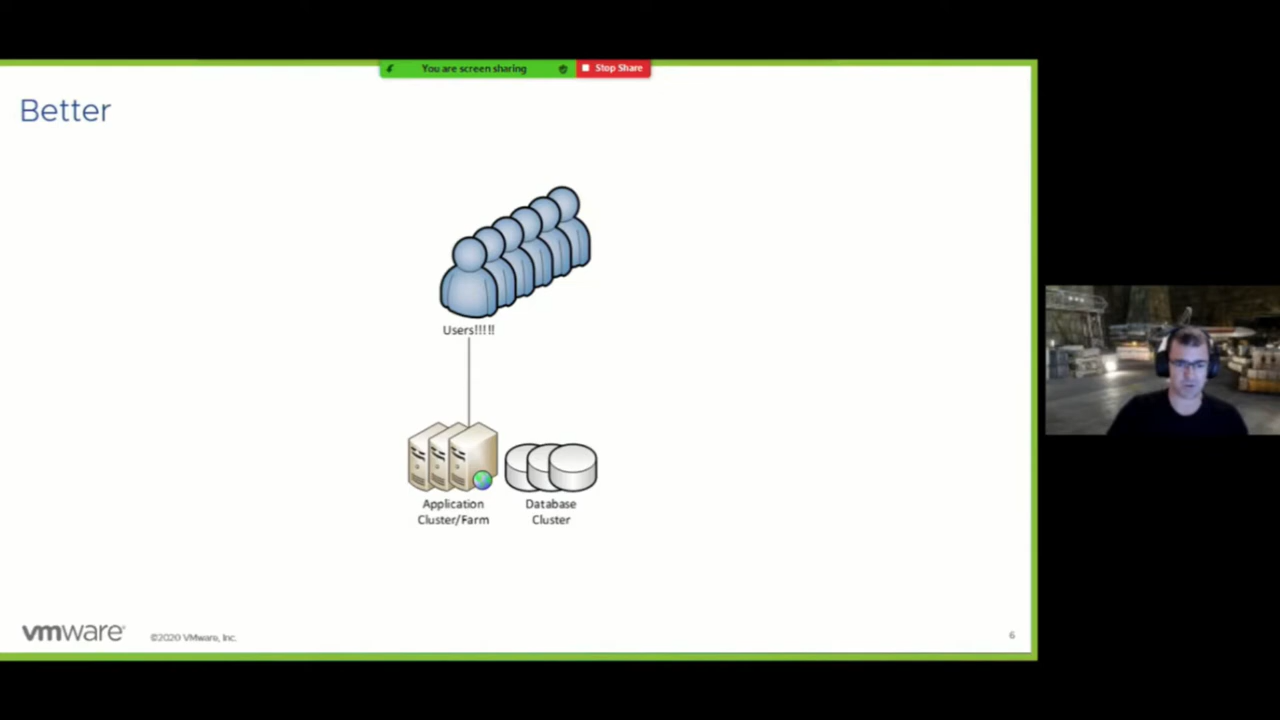 You are screen sharing
Stop Share
Better
Users!!!!!
Application
Cluster/Farm
Database
Cluster
vmware
©2020 VMware, Inc.
6